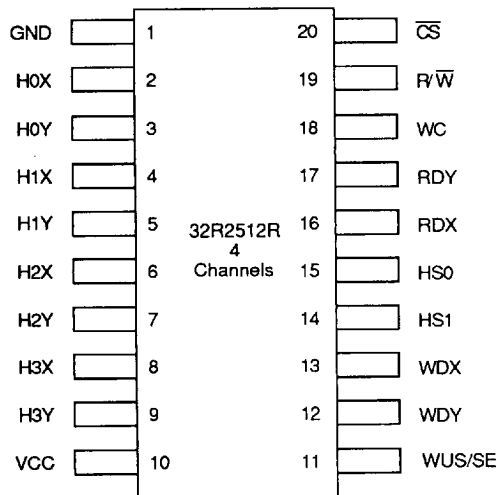 GND 1 20 C̅S̅
H0X 2 19 R/W̅
H0Y 3 18 WC
H1X 4 17 RDY
H1Y 5 16 RDX
32R2512R
4
Channels
H2X 6 15 HS0
H2Y 7 14 HS1
H3X 8 13 WDX
H3Y 9 12 WDY
VCC 10 11 WUS/SE